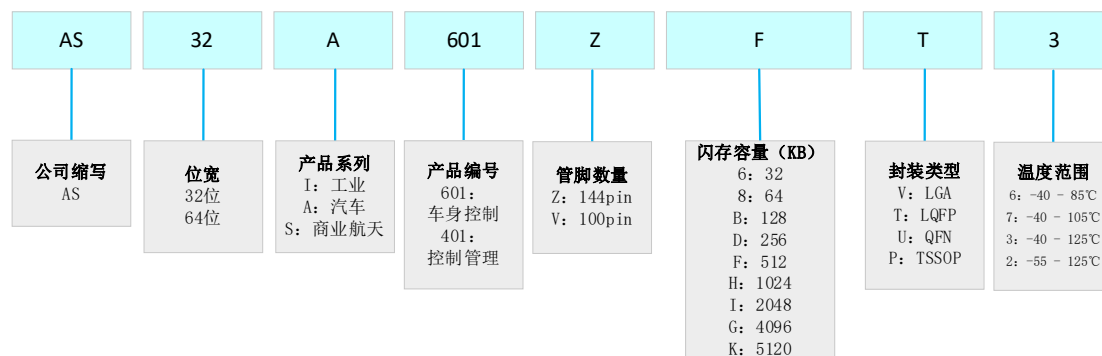 AS
32
A
601
Z
F
T
3
公司缩写
AS
位宽
32位
64位
产品系列
I: 工业
A: 汽车
S: 商业航天
产品编号
601:
车身控制
401:
控制管理
管脚数量
Z: 144pin
V: 100pin
闪存容量（KB）
6: 32
8: 64
B: 128
D: 256
F: 512
H: 1024
I: 2048
G: 4096
K: 5120
封装类型
V: LGA
T: LQFP
U: QFN
P: TSSOP
温度范围
6: -40 - 85℃
7: -40 - 105℃
3: -40 - 125℃
2: -55 - 125℃